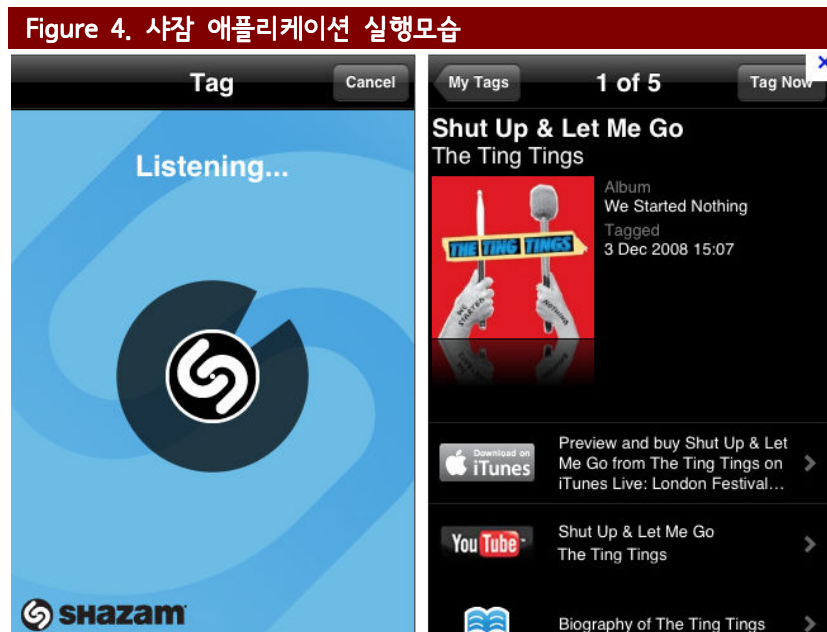 Figure 4. 샤잠 애플리케이션 실행모습
Tag
Cancel
Listening...
SHAZAM
My Tags
1 of 5
Tag Now
Shut Up & Let Me Go
The Ting Tings
THE TING TINGS
WE STARTED
NOTHING
Album
We Started Nothing
Tagged
3 Dec 2008 15:07
Download on
iTunes
Preview and buy Shut Up & Let
Me Go from The Ting Tings on
iTunes Live: London Festival...
YouTube
Shut Up & Let Me Go
The Ting Tings
Biography of The Ting Tings